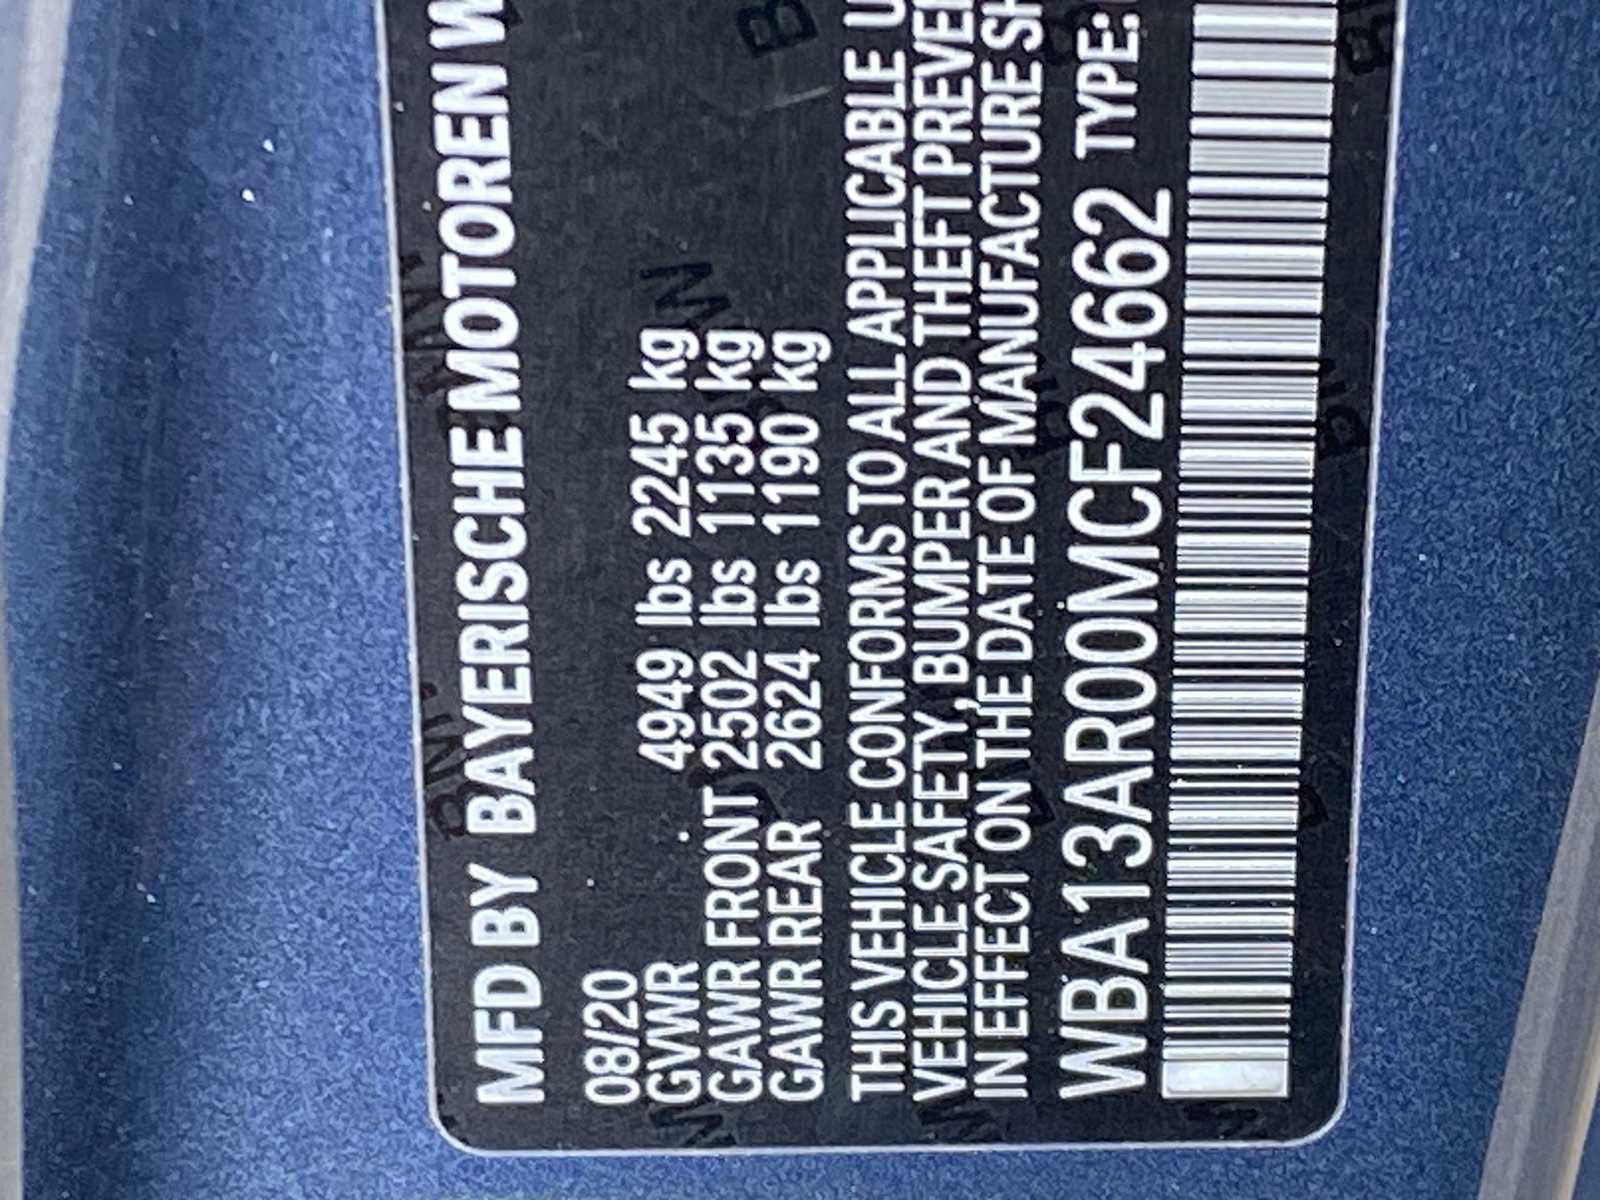 MFD BY BAYERISCHE MOTOREN W
08/20
GVWR 4949 lbs 2245 kg
GAWR FRONT 2502 lbs 1135 kg
GAWR REAR 2624 lbs 1190 kg
THIS VEHICLE CONFORMS TO ALL APPLICABLE U
VEHICLE SAFETY, BUMPER AND THEFT PREVEN
IN EFFECT ON THE DATE OF MANUFACTURE SH
WBA13AR00MCF24662 TYPE: